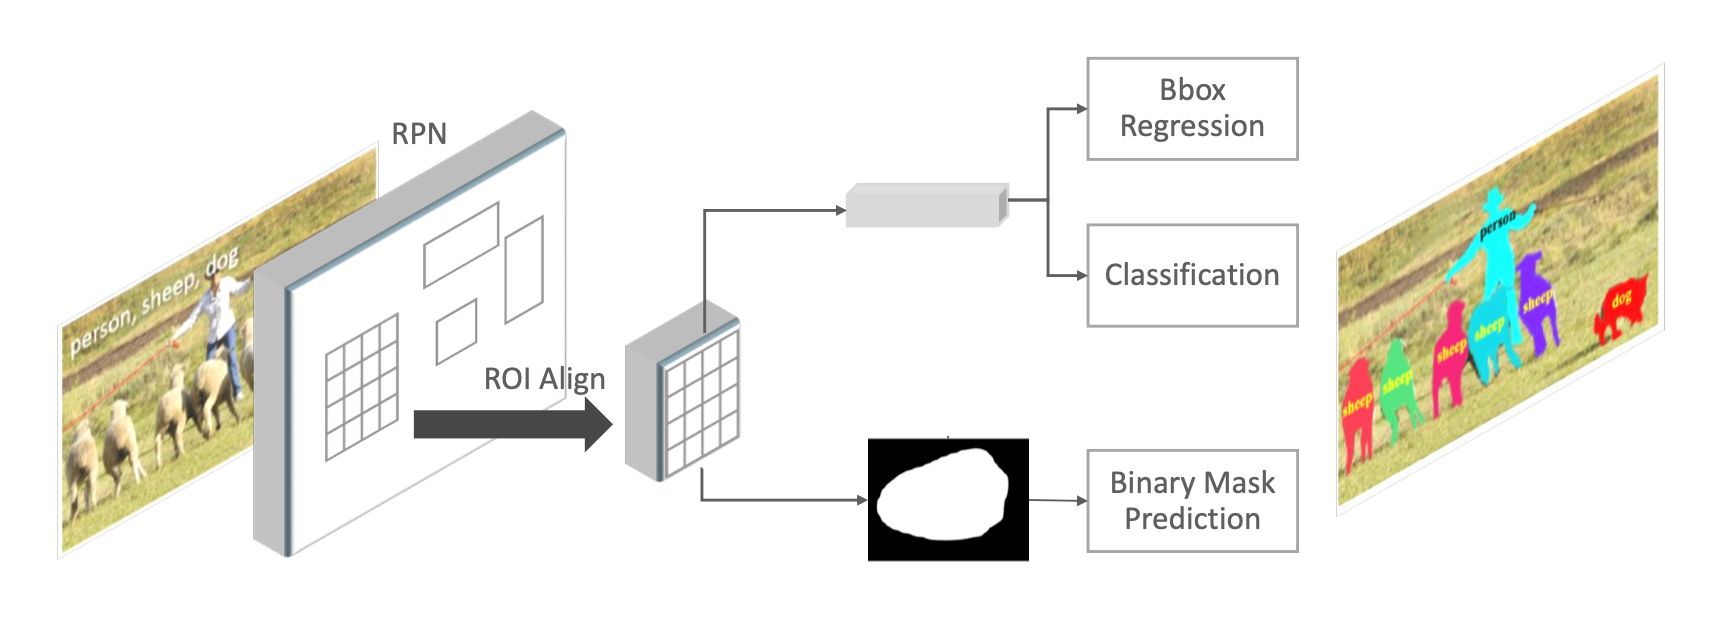 RPN
person, sheep, dog
ROI Align
Bbox
Regression
Classification
Binary Mask
Prediction
person
sheep
sheep
sheep
sheep
sheep
dog